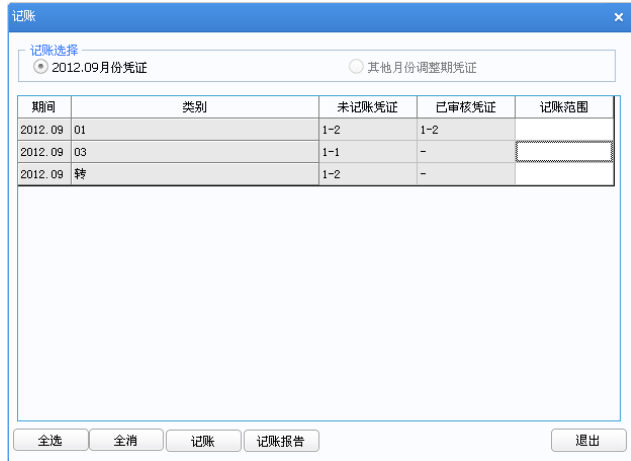 记账 ×
记账选择
2012.09月份凭证 其他月份调整期凭证
期间 类别 未记账凭证 已审核凭证 记账范围
2012.09 01 1-2 1-2
2012.09 03 1-1 -
2012.09 转 1-2 -
全选 全消 记账 记账报告 退出